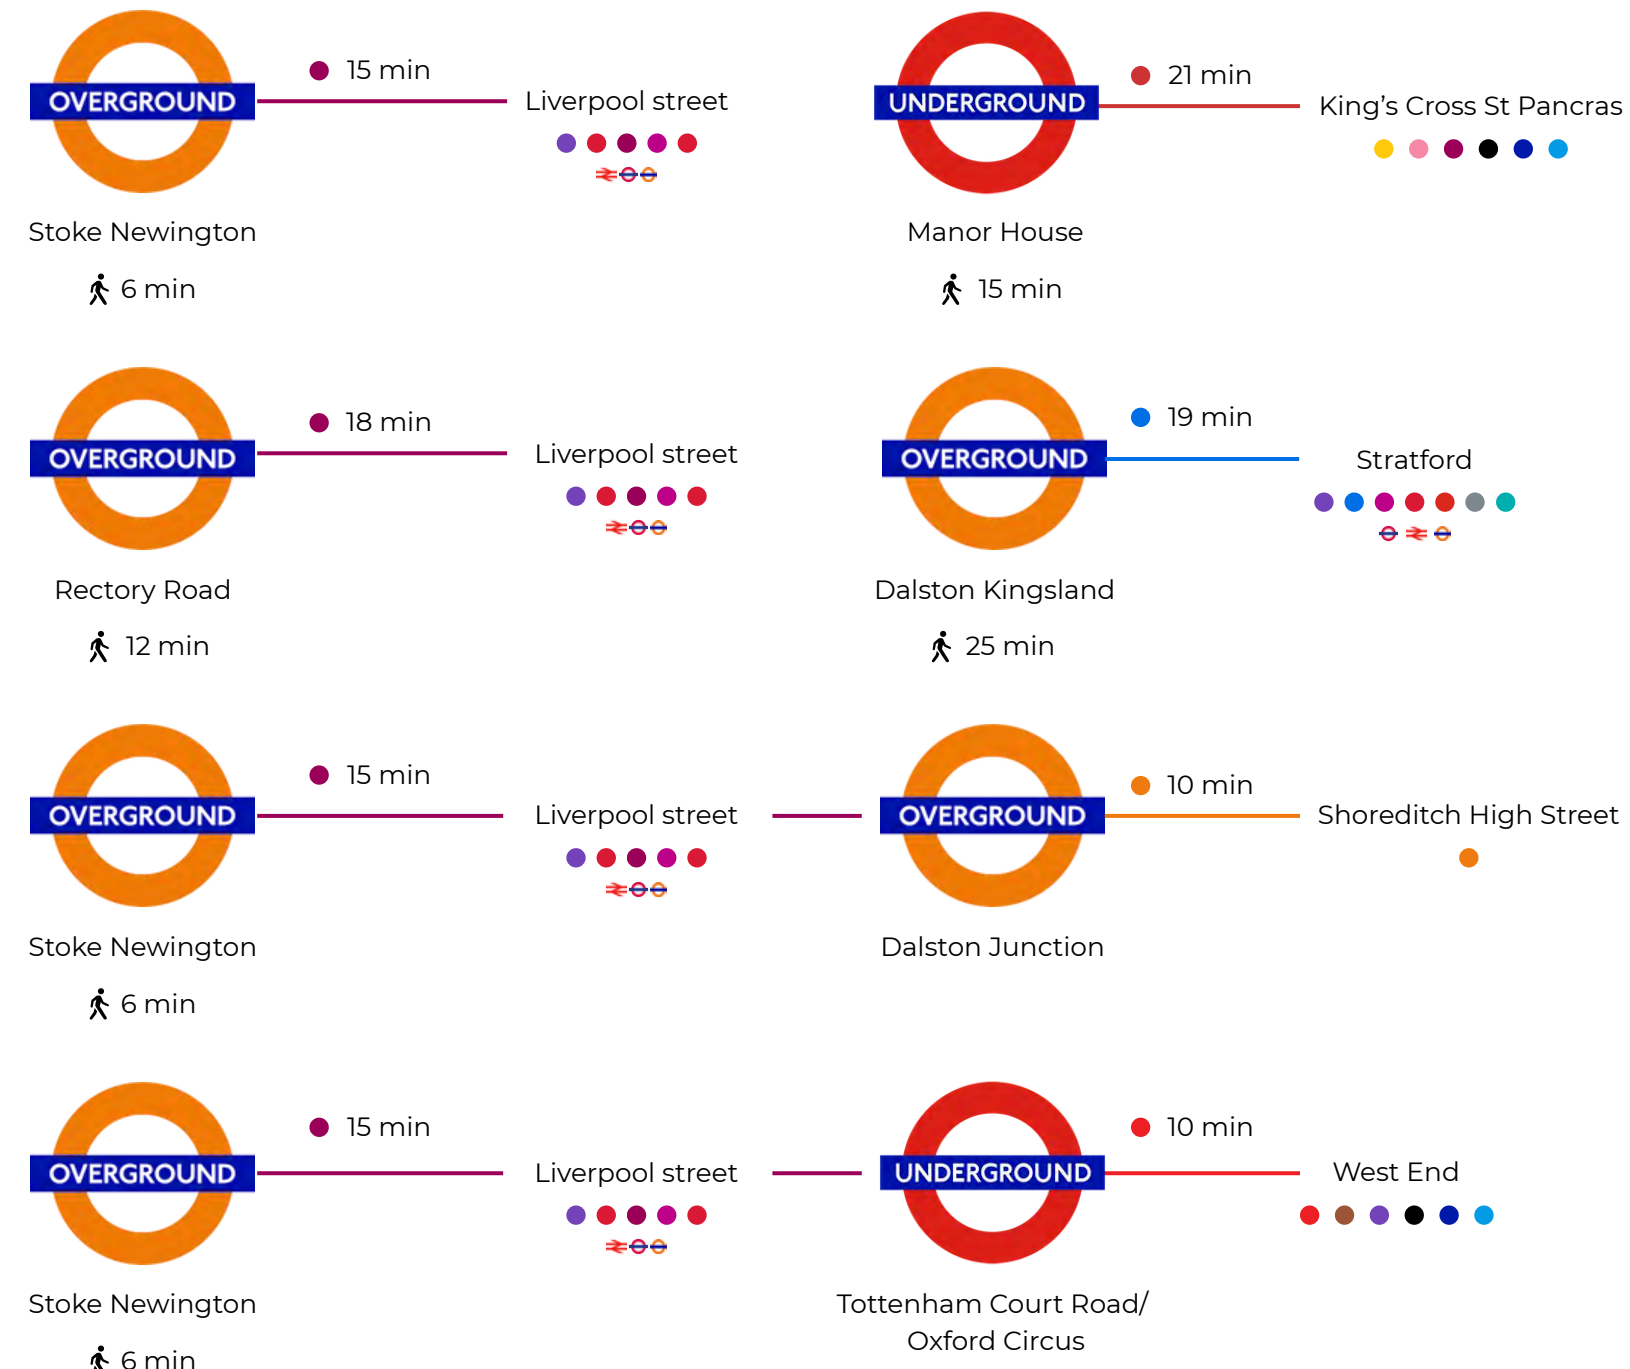 OVERGROUND
15 min
Liverpool street
Stoke Newington
6 min
UNDERGROUND
21 min
King's Cross St Pancras
Manor House
15 min
OVERGROUND
18 min
Liverpool street
Rectory Road
12 min
OVERGROUND
19 min
Stratford
Dalston Kingsland
25 min
OVERGROUND
15 min
Liverpool street
Stoke Newington
6 min
OVERGROUND
10 min
Shoreditch High Street
Dalston Junction
OVERGROUND
15 min
Liverpool street
Stoke Newington
6 min
UNDERGROUND
10 min
West End
Tottenham Court Road/
Oxford Circus